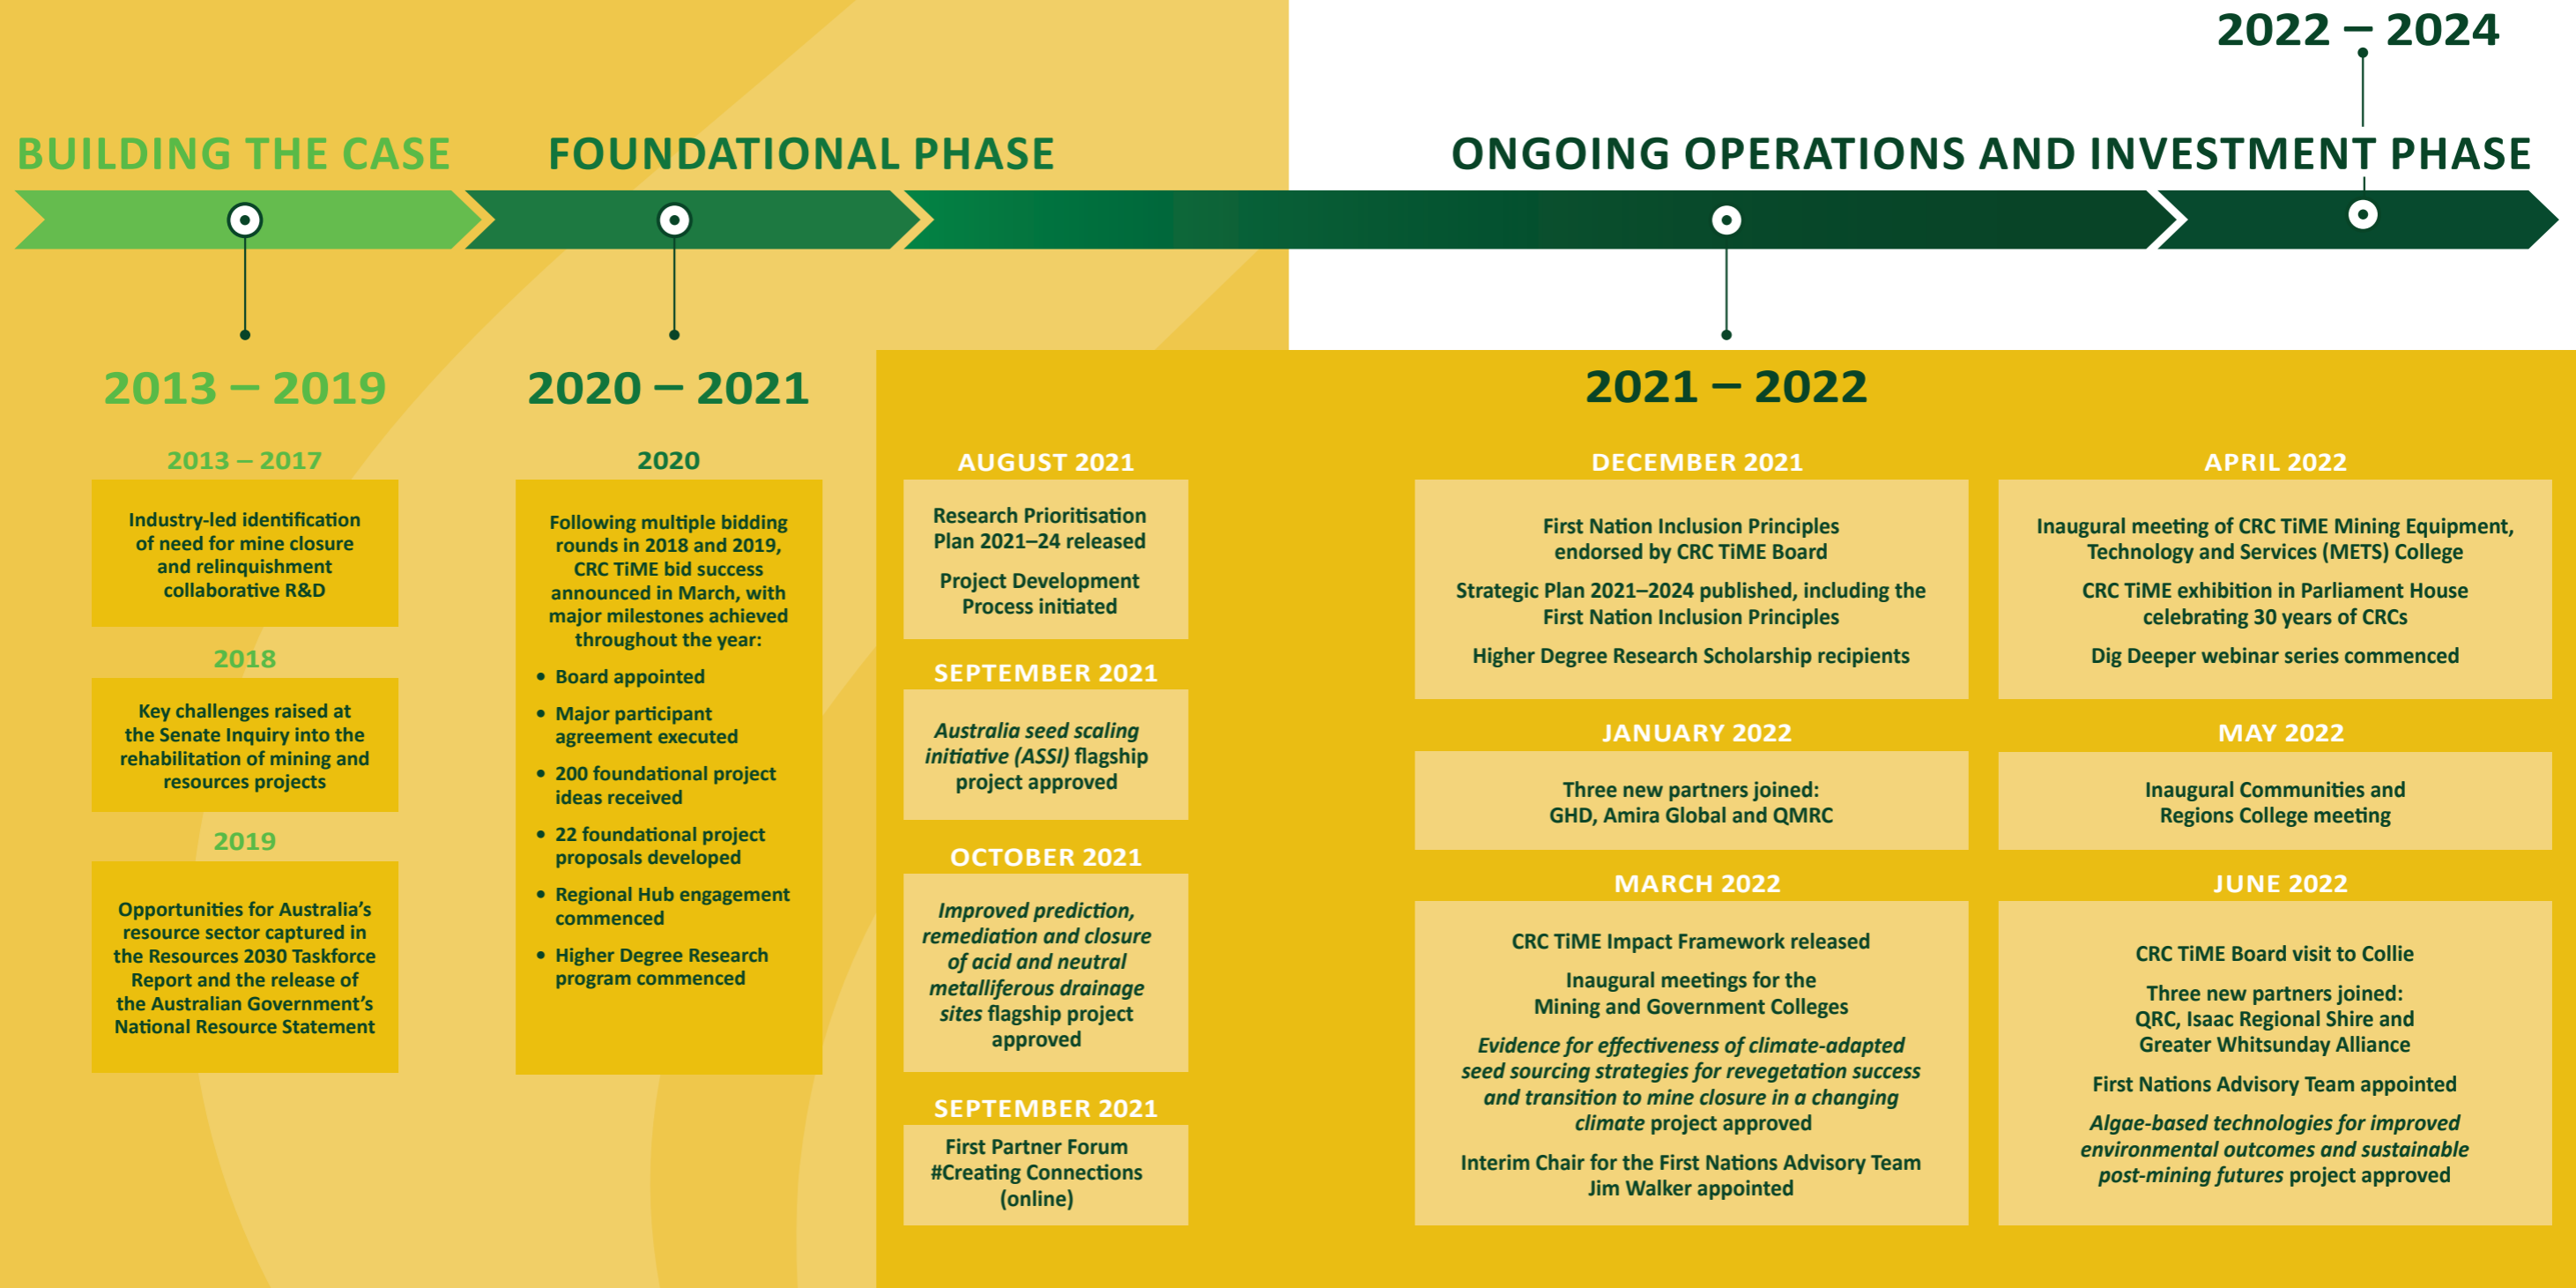 2022 – 2024
BUILDING THE CASE
FOUNDATIONAL PHASE
ONGOING OPERATIONS AND INVESTMENT PHASE
2013 – 2019
2013 – 2017
Industry-led identification
of need for mine closure
and relinquishment
collaborative R&D
2018
Key challenges raised at
the Senate Inquiry into the
rehabilitation of mining and
resources projects
2019
Opportunities for Australia’s
resource sector captured in
the Resources 2030 Taskforce
Report and the release of
the Australian Government’s
National Resource Statement
2020 – 2021
2020
Following multiple bidding
rounds in 2018 and 2019,
CRC TiME bid success
announced in March, with
major milestones achieved
throughout the year:
• Board appointed
• Major participant
agreement executed
• 200 foundational project
ideas received
• 22 foundational project
proposals developed
• Regional Hub engagement
commenced
• Higher Degree Research
program commenced
2021 – 2022
AUGUST 2021
Research Prioritisation
Plan 2021–24 released
Project Development
Process initiated
SEPTEMBER 2021
Australia seed scaling
initiative (ASSI) flagship
project approved
OCTOBER 2021
Improved prediction,
remediation and closure
of acid and neutral
metalliferous drainage
sites flagship project
approved
SEPTEMBER 2021
First Partner Forum
#Creating Connections
(online)
DECEMBER 2021
First Nation Inclusion Principles
endorsed by CRC TiME Board
Strategic Plan 2021–2024 published, including the
First Nation Inclusion Principles
Higher Degree Research Scholarship recipients
JANUARY 2022
Three new partners joined:
GHD, Amira Global and QMRC
MARCH 2022
CRC TiME Impact Framework released
Inaugural meetings for the
Mining and Government Colleges
Evidence for effectiveness of climate-adapted
seed sourcing strategies for revegetation success
and transition to mine closure in a changing
climate project approved
Interim Chair for the First Nations Advisory Team
Jim Walker appointed
APRIL 2022
Inaugural meeting of CRC TiME Mining Equipment,
Technology and Services (METS) College
CRC TiME exhibition in Parliament House
celebrating 30 years of CRCs
Dig Deeper webinar series commenced
MAY 2022
Inaugural Communities and
Regions College meeting
JUNE 2022
CRC TiME Board visit to Collie
Three new partners joined:
QRC, Isaac Regional Shire and
Greater Whitsunday Alliance
First Nations Advisory Team appointed
Algae-based technologies for improved
environmental outcomes and sustainable
post-mining futures project approved